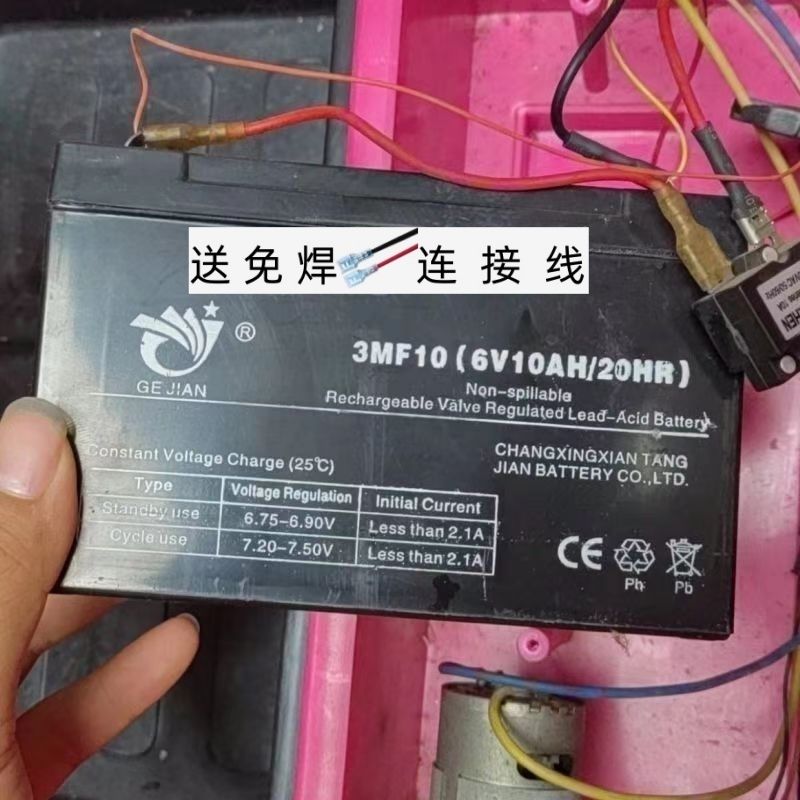 送免焊 连接线
GE JIAN
®
3MF10(6V10AH/20HR)
Non-spillable
Rechargeable Valve Regulated Lead-Acid Battery
Constant Voltage Charge (25℃)
Type Voltage Regulation Initial Current
Standby use 6.75-6.90V Less than 2.1A
Cycle use 7.20-7.50V Less than 2.1A
CHANGXINGXIAN TANG
JIAN BATTERY CO.,LTD.
CE
Ph Pb